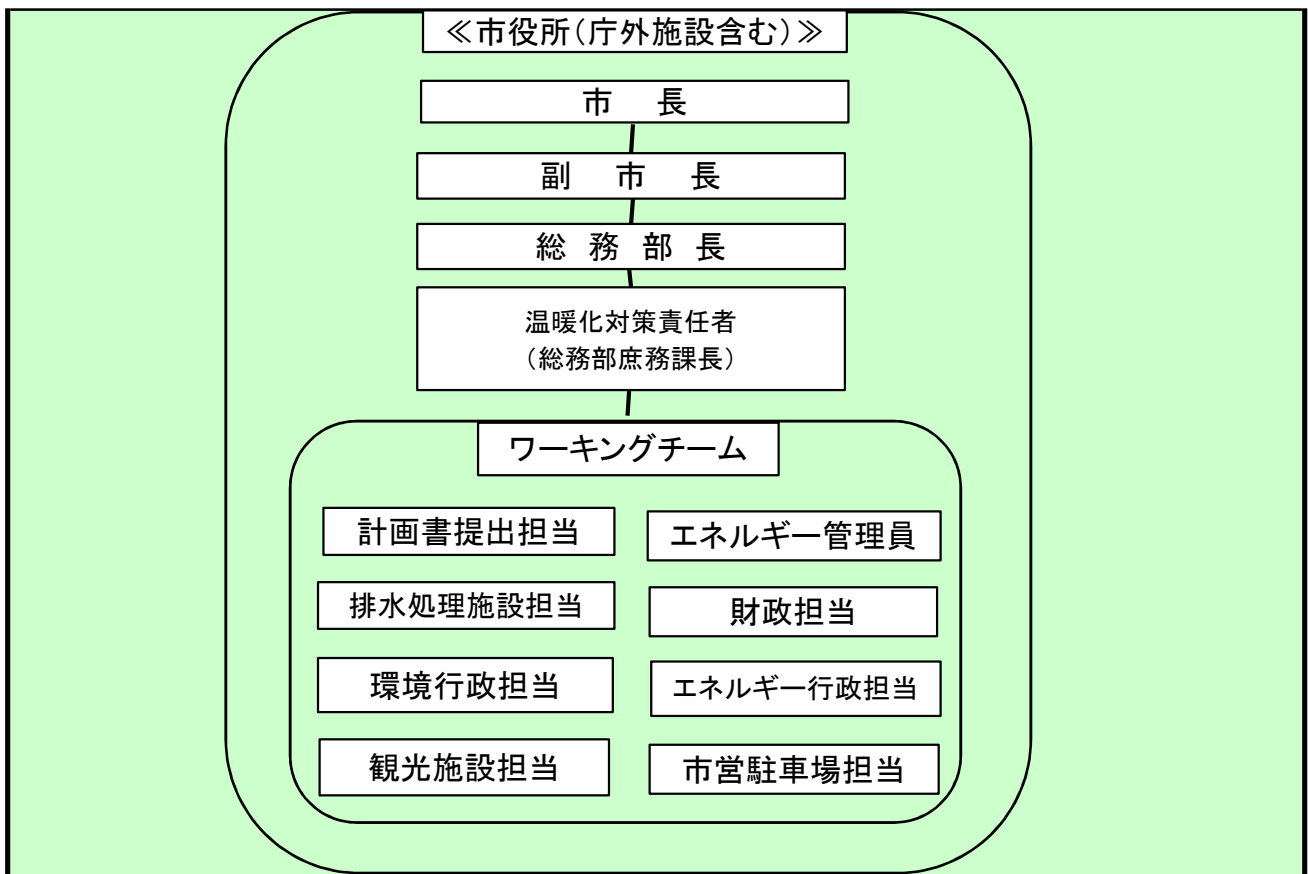 ≪市役所（庁外施設含む）≫
市　長
副　市　長
総 務 部 長
温暖化対策責任者
（総務部庶務課長）
ワーキングチーム
計画書提出担当
エネルギー管理員
排水処理施設担当
財政担当
環境行政担当
エネルギー行政担当
観光施設担当
市営駐車場担当